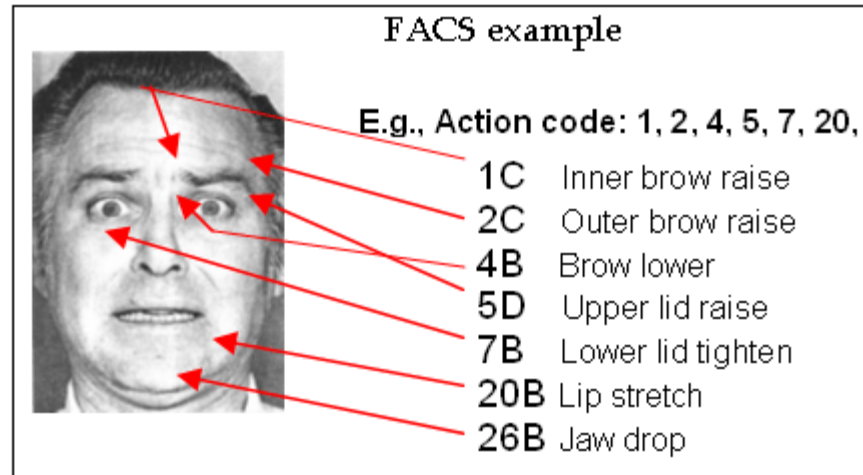 FACS example
E.g., Action code: 1, 2, 4, 5, 7, 20,
1C Inner brow raise
2C Outer brow raise
4B Brow lower
5D Upper lid raise
7B Lower lid tighten
20B Lip stretch
26B Jaw drop